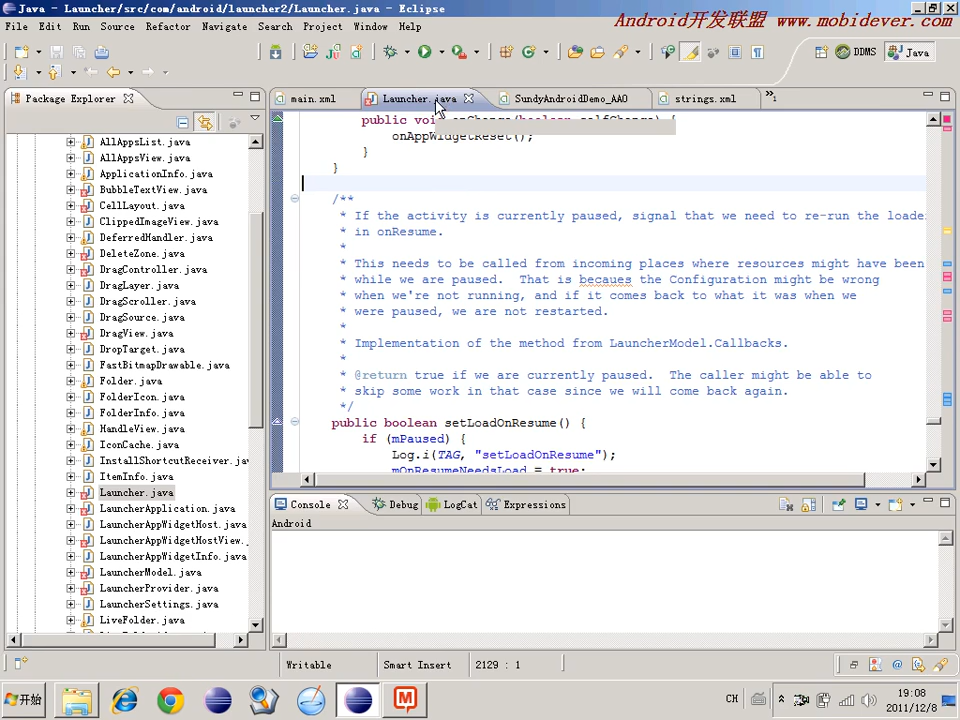 Java - Launcher/src/com/android/launcher2/Launcher.java - Eclipse
Android开发联盟 www.mobidever.com
File Edit Run Source Refactor Navigate Search Project Window Help
DDMS Java
Package Explorer
main.xml Launcher.java SundyAndroidDemo_AAO strings.xml 1
AllAppsList.java
AllAppsView.java
ApplicationInfo.java
BubbleTextView.java
CellLayout.java
ClippedImageView.java
DeferredHandler.java
DeleteZone.java
DragController.java
DragLayer.java
DragScroller.java
DragSource.java
DragView.java
DropTarget.java
FastBitmapDrawable.java
Folder.java
FolderIcon.java
FolderInfo.java
HandleView.java
IconCache.java
InstallShortcutReceiver.jav
ItemInfo.java
Launcher.java
LauncherApplication.java
LauncherAppWidgetHost.java
LauncherAppWidgetHostView.
LauncherAppWidgetInfo.java
LauncherModel.java
LauncherProvider.java
LauncherSettings.java
LiveFolder.java
public void onChange(boolean selfChange) {
onAppWidgetReset();
}
}
/**
* If the activity is currently paused, signal that we need to re-run the loade
* in onResume.
*
* This needs to be called from incoming places where resources might have been
* while we are paused.  That is becaues the Configuration might be wrong
* when we're not running, and if it comes back to what it was when we
* were paused, we are not restarted.
*
* Implementation of the method from LauncherModel.Callbacks.
*
* @return true if we are currently paused.  The caller might be able to
* skip some work in that case since we will come back again.
*/
public boolean setLoadOnResume() {
if (mPaused) {
Log.i(TAG, "setLoadOnResume");
mOnResumeNeedsLoad = true;
Console Debug LogCat Expressions
Android
Writable Smart Insert 2129 : 1
开始
CH
19:08
2011/12/8